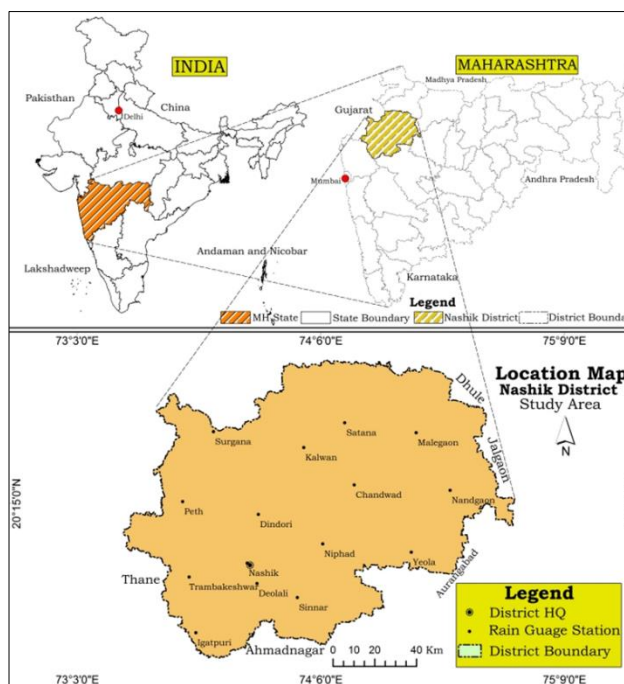 INDIA
MAHARASHTRA
Madhya Pradesh
Pakisthan
China
Gujarat
Delhi
Mumbai
Andhra Pradesh
Andaman and Nicobar
Lakshadweep
Karnataka
Legend
MH State
State Boundary
Nashik District
District Bounda
73°3'0"E
74°6'0"E
75°9'0"E
Location Map
Nashik District
Study Area
N
Dhule
Jalgaon
Surgana
Satana
Malegaon
Kalwan
Chandwad
Nandgaon
20°15'0"N
Peth
Dindori
Niphad
Yeola
Aurangabad
Nashik
Thane
Trambakeshwar
Deolali
Sinnar
Igatpuri
Ahmadnagar
0 10 20 40 Km
Legend
District HQ
Rain Guage Station
District Boundary
73°3'0"E
74°6'0"E
75°9'0"E